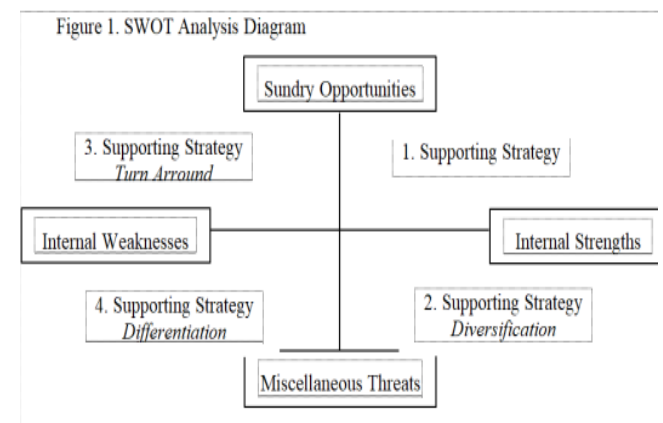 Figure 1. SWOT Analysis Diagram
Sundry Opportunities
3. Supporting Strategy
Turn Arround
1. Supporting Strategy
Internal Weaknesses
Internal Strengths
4. Supporting Strategy
Differentiation
2. Supporting Strategy
Diversification
Miscellaneous Threats